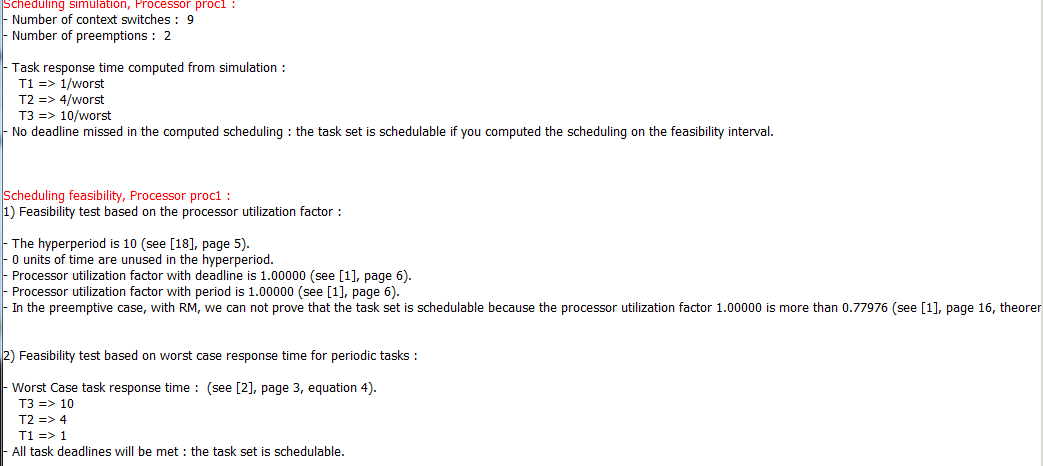 Scheduling simulation, Processor proc1 :
- Number of context switches :  9
- Number of preemptions :  2
- Task response time computed from simulation :
T1 => 1/worst
T2 => 4/worst
T3 => 10/worst
- No deadline missed in the computed scheduling : the task set is schedulable if you computed the scheduling on the feasibility interval.
Scheduling feasibility, Processor proc1 :
1) Feasibility test based on the processor utilization factor :
- The hyperperiod is 10 (see [18], page 5).
- 0 units of time are unused in the hyperperiod.
- Processor utilization factor with deadline is 1.00000 (see [1], page 6).
- Processor utilization factor with period is 1.00000 (see [1], page 6).
- In the preemptive case, with RM, we can not prove that the task set is schedulable because the processor utilization factor 1.00000 is more than 0.77976 (see [1], page 16, theorer
2) Feasibility test based on worst case response time for periodic tasks :
- Worst Case task response time :  (see [2], page 3, equation 4).
T3 => 10
T2 => 4
T1 => 1
- All task deadlines will be met : the task set is schedulable.